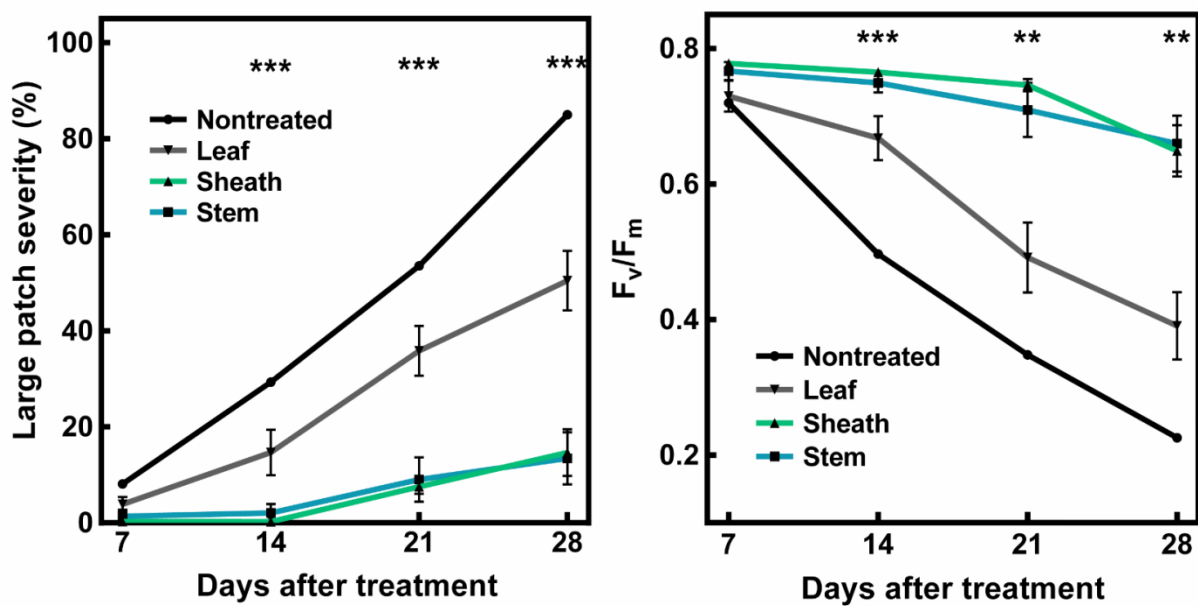 Large patch severity (%)
100
80
60
40
20
0
***
***
***
Nontreated
Leaf
Sheath
Stem
7 14 21 28
Days after treatment
Fv/Fm
0.8
0.6
0.4
0.2
***
**
**
Nontreated
Leaf
Sheath
Stem
7 14 21 28
Days after treatment